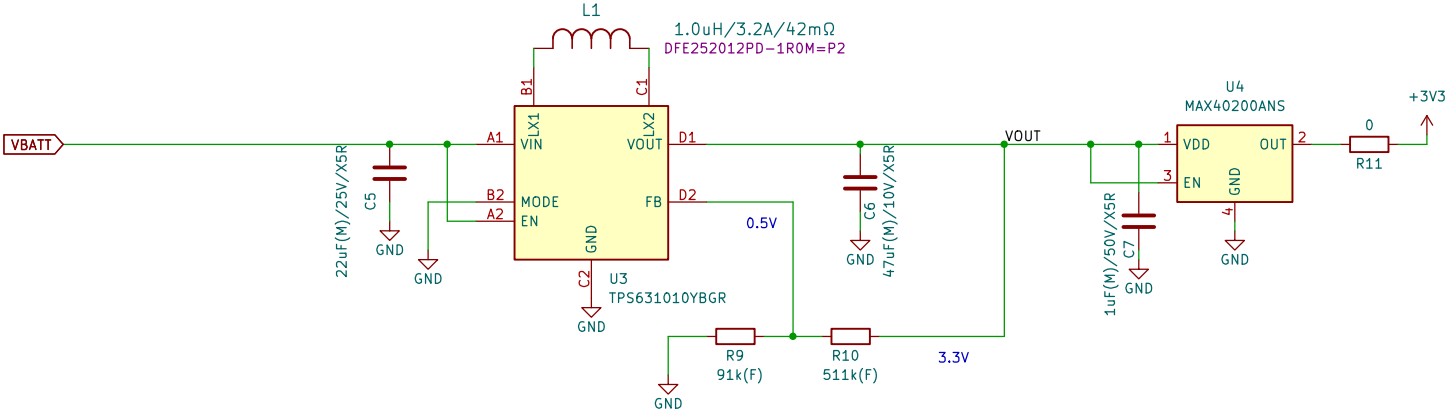 L1
1.0uH/3.2A/42mΩ
DFE252012PD-1R0M=P2
B1
C1
LX1
LX2
U4
MAX40200ANS
+3V3
VBATT
A1
VIN
VOUT
D1
VOUT
1
VDD
OUT
2
0
R11
C5
22uF(M)/25V/X5R
GND
B2
MODE
A2
EN
FB
D2
0.5V
GND
C2
GND
U3
TPS631010YBGR
GND
C6
47uF(M)/10V/X5R
GND
3
EN
GND
4
GND
C7
1uF(M)/50V/X5R
GND
R9
91k(F)
R10
511k(F)
3.3V
GND